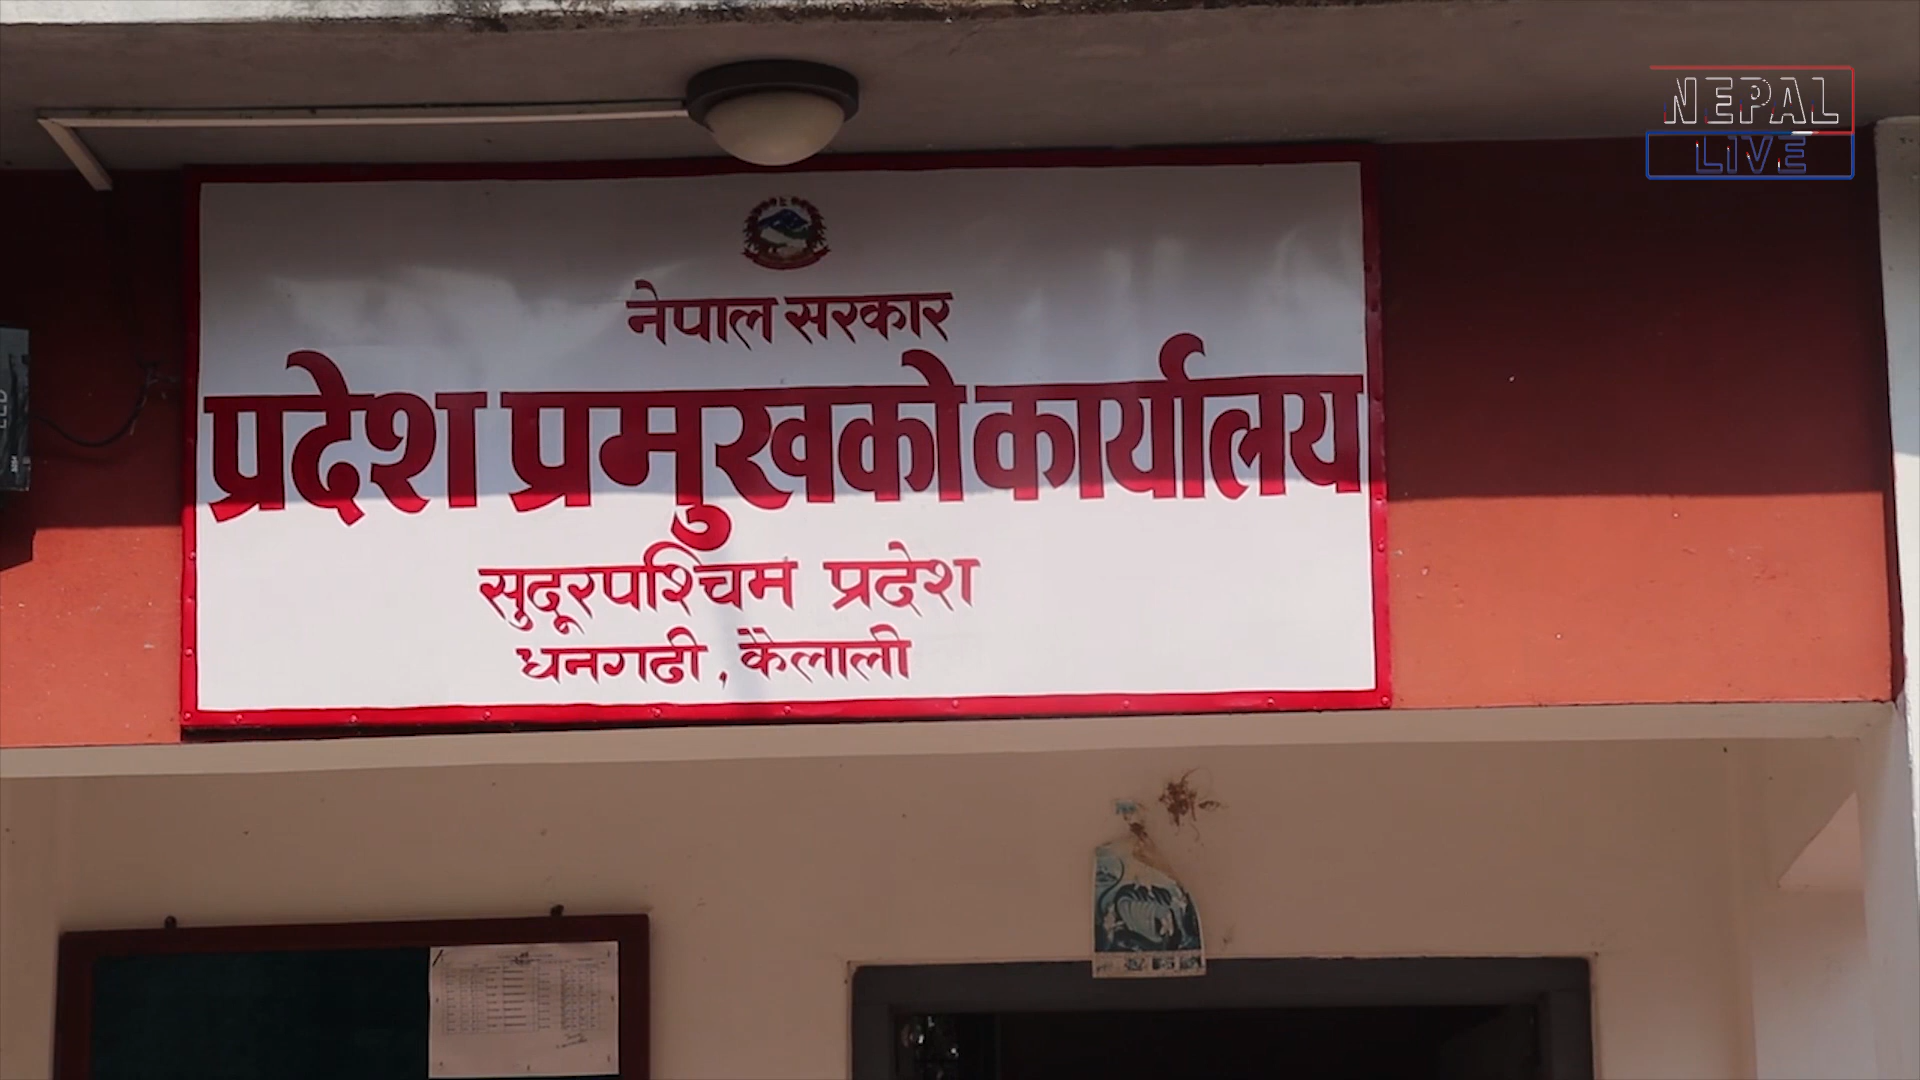 NEPAL
LIVE
नेपाल सरकार
प्रदेश प्रमुखको कार्यालय
सुदूरपश्चिम प्रदेश
धनगढी, कैलाली